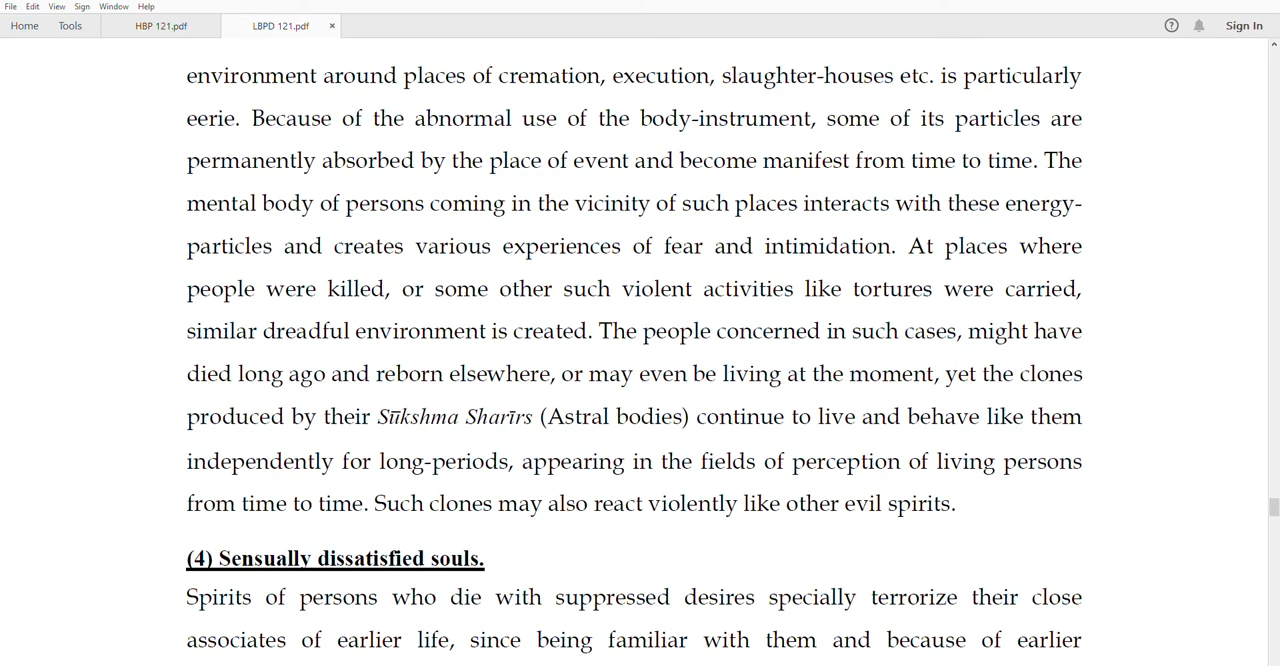 File Edit View Sign Window Help
Home Tools HBP 121.pdf LBPD 121.pdf × ? Sign In
environment around places of cremation, execution, slaughter-houses etc. is particularly
eerie. Because of the abnormal use of the body-instrument, some of its particles are
permanently absorbed by the place of event and become manifest from time to time. The
mental body of persons coming in the vicinity of such places interacts with these energy-
particles and creates various experiences of fear and intimidation. At places where
people were killed, or some other such violent activities like tortures were carried,
similar dreadful environment is created. The people concerned in such cases, might have
died long ago and reborn elsewhere, or may even be living at the moment, yet the clones
produced by their Sūkshma Sharīrs (Astral bodies) continue to live and behave like them
independently for long-periods, appearing in the fields of perception of living persons
from time to time. Such clones may also react violently like other evil spirits.
(4) Sensually dissatisfied souls.
Spirits of persons who die with suppressed desires specially terrorize their close
associates of earlier life, since being familiar with them and because of earlier